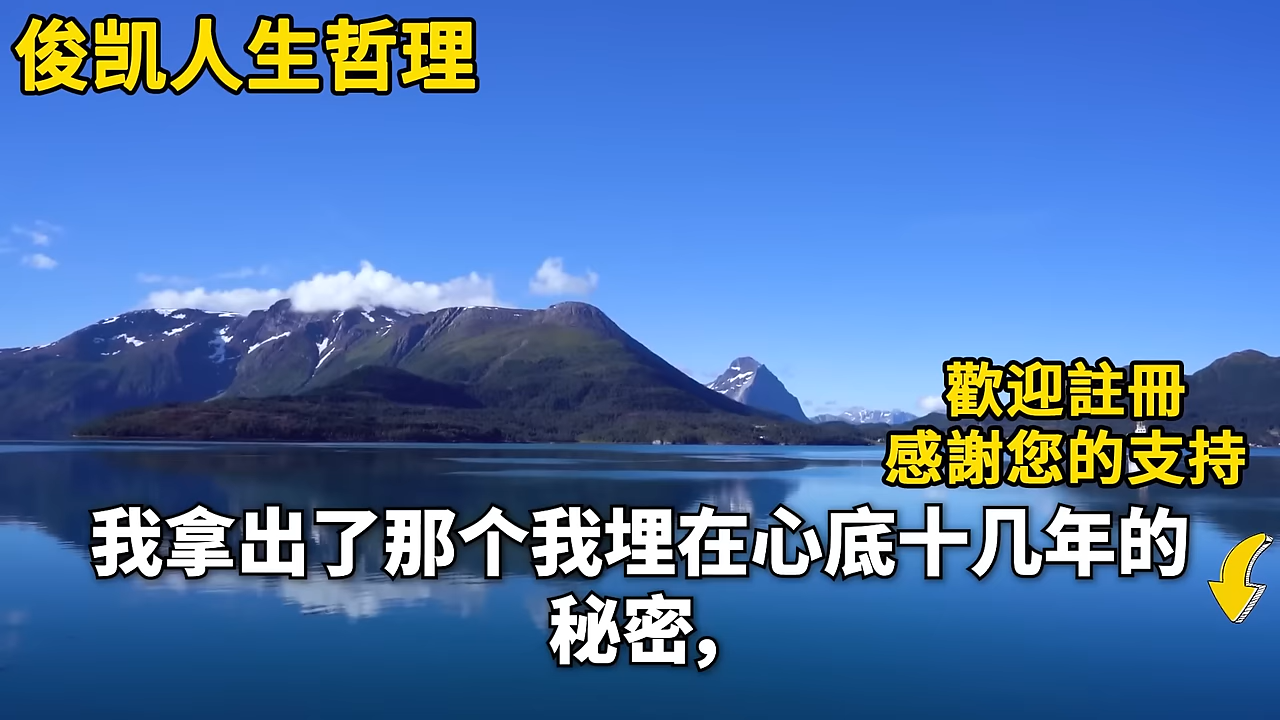 俊凯人生哲理
歡迎註冊
感謝您的支持
我拿出了那个我埋在心底十几年的
秘密,